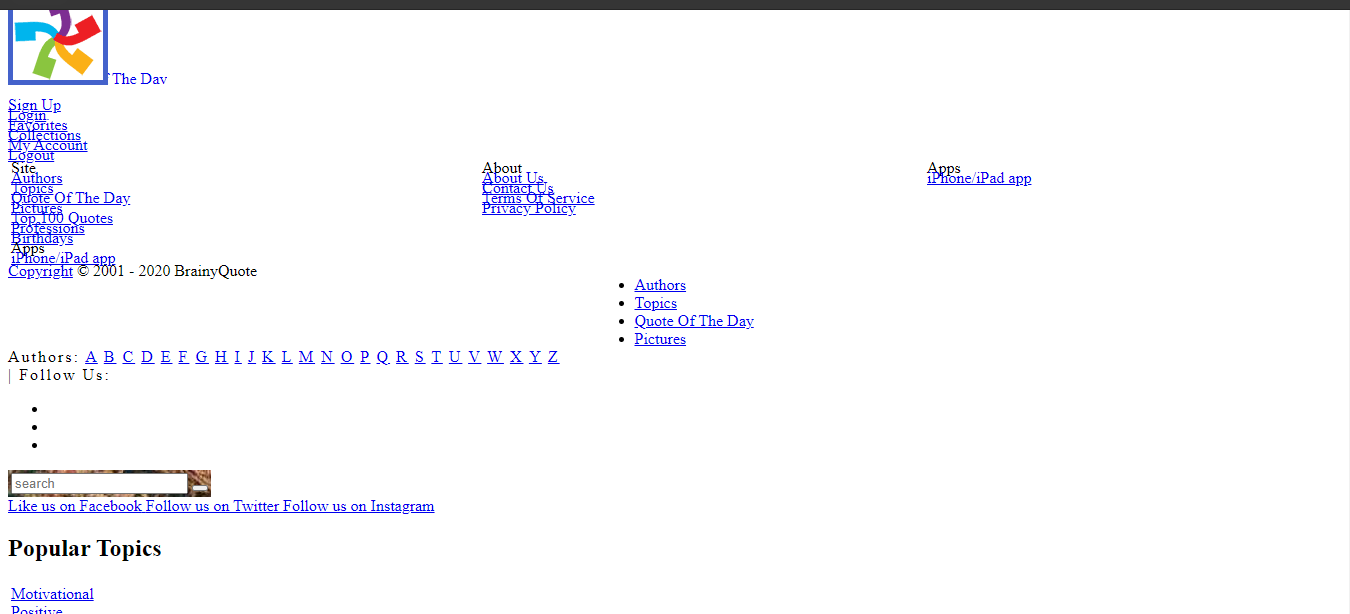 f The Day
Sign Up
Login
Favorites
Collections
My Account
Logout
Site
Authors
Topics
Quote Of The Day
Pictures
Top 100 Quotes
Professions
Birthdays
Apps
iPhone/iPad app
About
About Us
Contact Us
Terms Of Service
Privacy Policy
Apps
iPhone/iPad app
Copyright © 2001 - 2020 BrainyQuote
Authors
Topics
Quote Of The Day
Pictures
Authors: A B C D E F G H I J K L M N O P Q R S T U V W X Y Z
| Follow Us:
search
Like us on Facebook Follow us on Twitter Follow us on Instagram
Popular Topics
Motivational
Positive